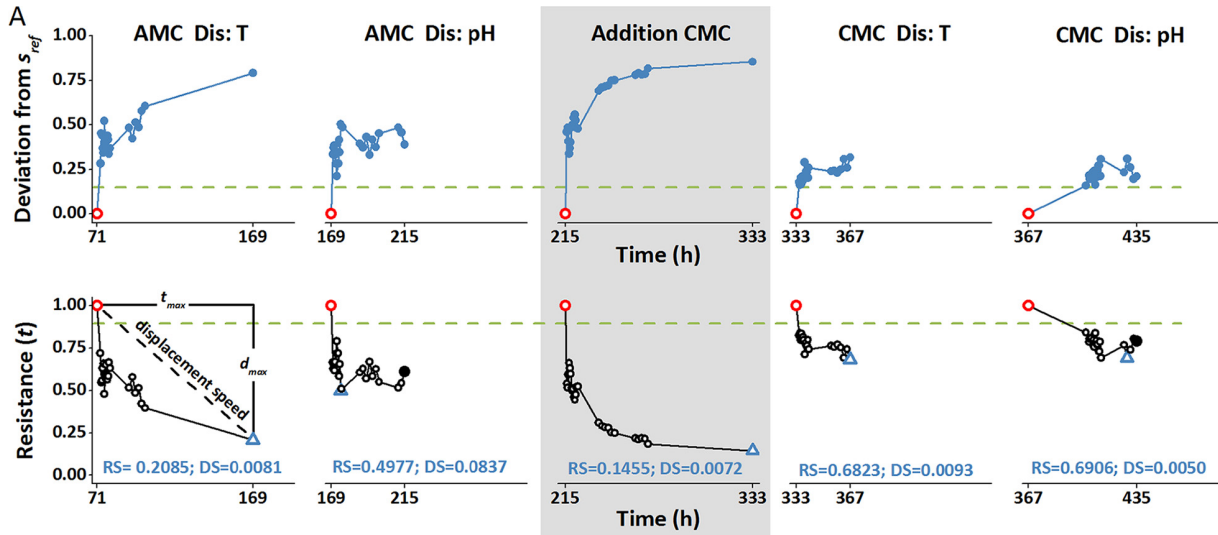 A
AMC Dis: T
AMC Dis: pH
Addition CMC
CMC Dis: T
CMC Dis: pH
Deviation from s_ref
1.00
0.75
0.50
0.25
0.00
71
169
169
215
215
333
333
367
367
435
Time (h)
Resistance (t)
1.00
0.75
0.50
0.25
0.00
t_max
displacement speed
d_max
RS= 0.2085; DS=0.0081
RS=0.4977; DS=0.0837
RS=0.1455; DS=0.0072
RS=0.6823; DS=0.0093
RS=0.6906; DS=0.0050
71
169
169
215
215
333
333
367
367
435
Time (h)